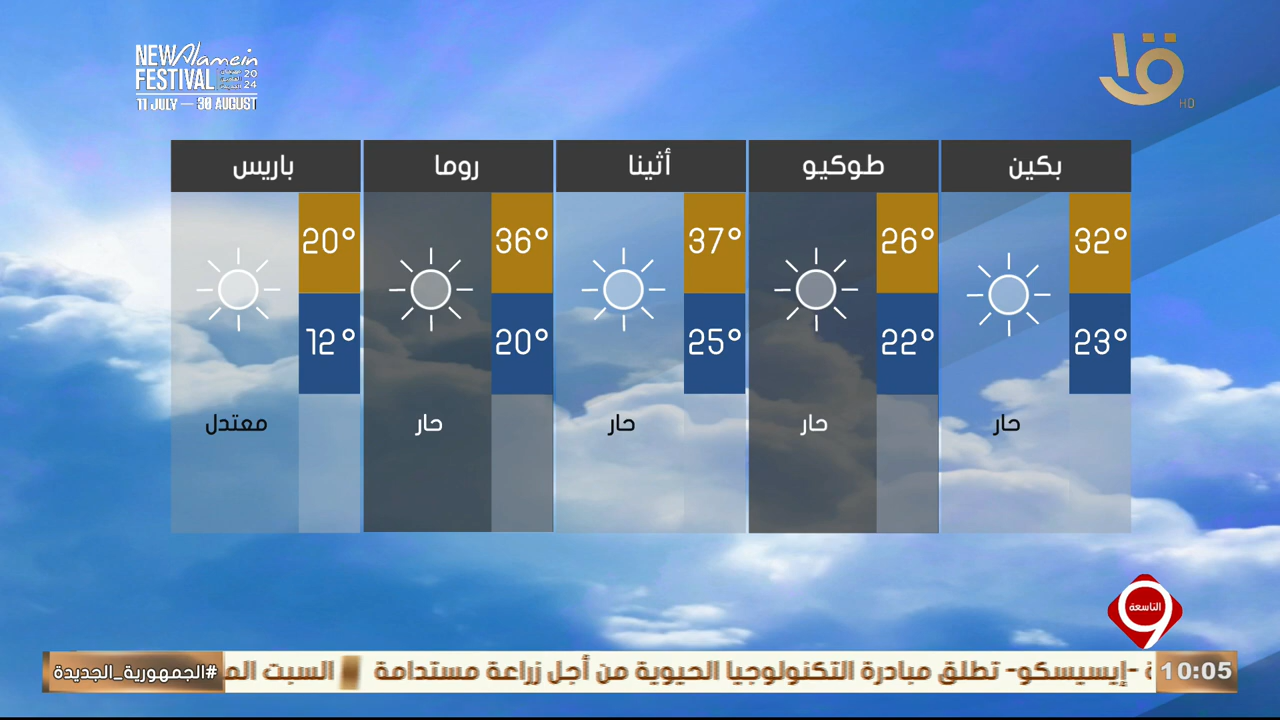 NEW Alamein
FESTIVAL 2024
11 JULY — 30 AUGUST
HD
بكين
32°
23°
حار
طوكيو
26°
22°
حار
أثينا
37°
25°
حار
روما
36°
20°
حار
باريس
20°
12°
معتدل
التاسعة
9
10:05
-إيسيسكو- تطلق مبادرة التكنولوجيا الحيوية من أجل زراعة مستدامة
السبت
#الجمهورية_الجديدة